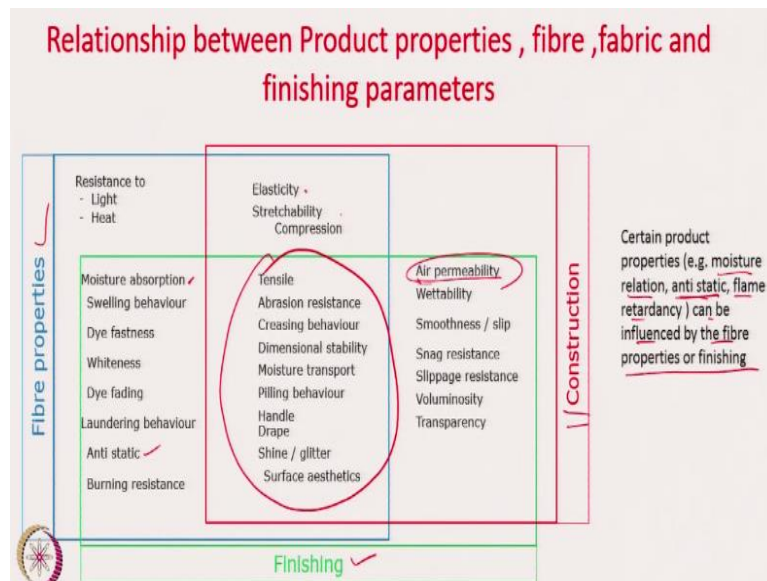 Relationship between Product properties , fibre ,fabric and
finishing parameters
Fibre properties
Resistance to
- Light
- Heat
Moisture absorption
Swelling behaviour
Dye fastness
Whiteness
Dye fading
Laundering behaviour
Anti static
Burning resistance
Elasticity
Stretchability
Compression
Tensile
Abrasion resistance
Creasing behaviour
Dimensional stability
Moisture transport
Pilling behaviour
Handle
Drape
Shine / glitter
Surface aesthetics
Air permeability
Wettability
Smoothness / slip
Snag resistance
Slippage resistance
Voluminosity
Transparency
Construction
Finishing
Certain product
properties (e.g. moisture
relation, anti static, flame
retardancy ) can be
influenced by the fibre
properties or finishing